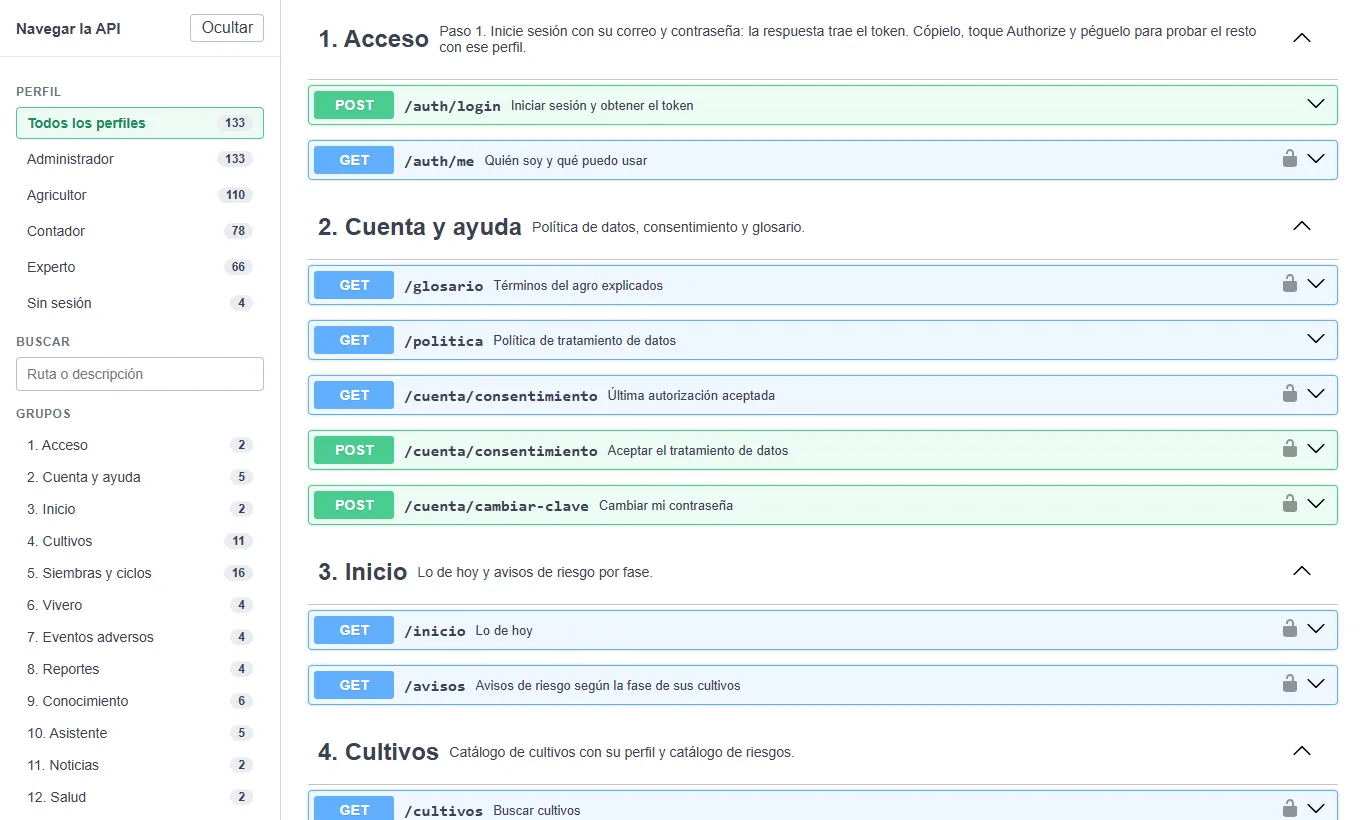 Navegar la API
Ocultar
PERFIL
Todos los perfiles 133
Administrador 133
Agricultor 110
Contador 78
Experto 66
Sin sesión 4
BUSCAR
Ruta o descripción
GRUPOS
1. Acceso 2
2. Cuenta y ayuda 5
3. Inicio 2
4. Cultivos 11
5. Siembras y ciclos 16
6. Vivero 4
7. Eventos adversos 4
8. Reportes 4
9. Conocimiento 6
10. Asistente 5
11. Noticias 2
12. Salud 2
1. Acceso
Paso 1. Inicie sesión con su correo y contraseña: la respuesta trae el token. Cópielo, toque Authorize y péguelo para probar el resto
con ese perfil.
POST /auth/login Iniciar sesión y obtener el token
GET /auth/me Quién soy y qué puedo usar
2. Cuenta y ayuda Política de datos, consentimiento y glosario.
GET /glosario Términos del agro explicados
GET /politica Política de tratamiento de datos
GET /cuenta/consentimiento Última autorización aceptada
POST /cuenta/consentimiento Aceptar el tratamiento de datos
POST /cuenta/cambiar-clave Cambiar mi contraseña
3. Inicio Lo de hoy y avisos de riesgo por fase.
GET /inicio Lo de hoy
GET /avisos Avisos de riesgo según la fase de sus cultivos
4. Cultivos Catálogo de cultivos con su perfil y catálogo de riesgos.
GET /cultivos Buscar cultivos